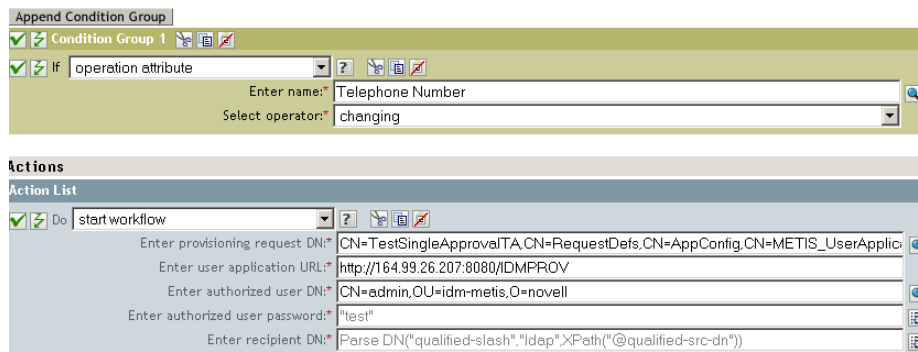 Append Condition Group
Condition Group 1
If operation attribute ?
Enter name:* Telephone Number
Select operator:* changing
Actions
Action List
Do start workflow ?
Enter provisioning request DN:* CN=TestSingleApprovalTA,CN=RequestDefs,CN=AppConfig,CN=METIS_UserApplic
Enter user application URL:* http://164.99.26.207:8080/IDMPROV
Enter authorized user DN:* CN=admin,OU=idm-metis,O=novell
Enter authorized user password:* "test"
Enter recipient DN:* Parse DN("qualified-slash","ldap",XPath("@qualified-src-dn"))